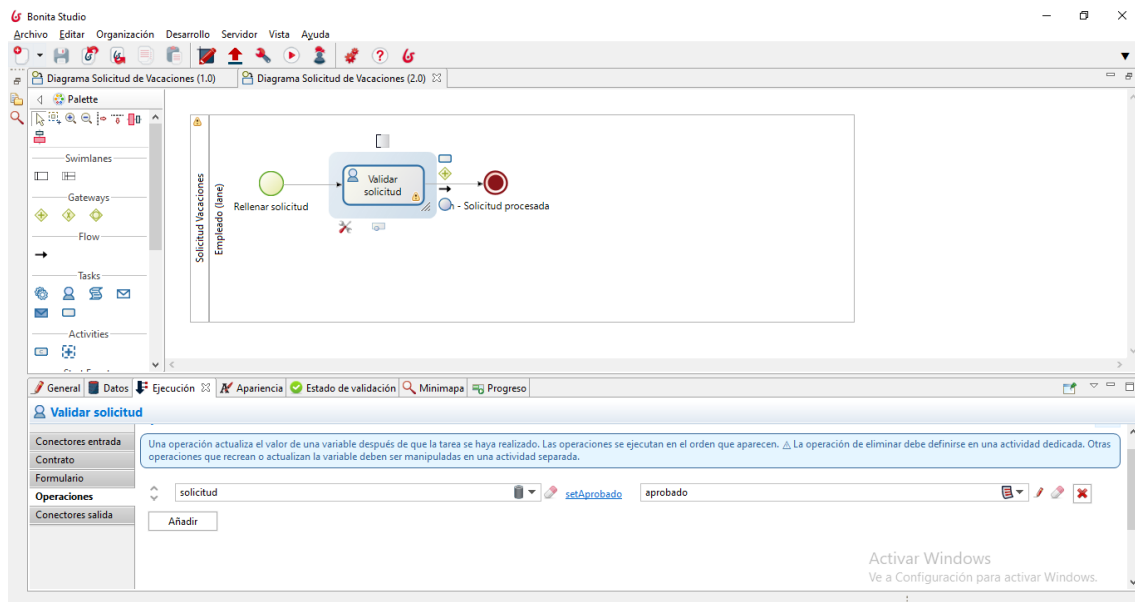 Bonita Studio
Archivo Editar Organización Desarrollo Servidor Vista Ayuda
Diagrama Solicitud de Vacaciones (1.0)
Diagrama Solicitud de Vacaciones (2.0)
Palette
Swimlanes
Gateways
Flow
Tasks
Activities
Solicitud Vacaciones
Empleado (lane)
Rellenar solicitud
Validar
solicitud
n - Solicitud procesada
General Datos Ejecución Apariencia Estado de validación Minimapa Progreso
Validar solicitud
Conectores entrada
Contrato
Formulario
Operaciones
Conectores salida
Una operación actualiza el valor de una variable después de que la tarea se haya realizado. Las operaciones se ejecutan en el orden que aparecen. ⚠ La operación de eliminar debe definirse en una actividad dedicada. Otras
operaciones que recrean o actualizan la variable deben ser manipuladas en una actividad separada.
solicitud setAprobado aprobado
Añadir
Activar Windows
Ve a Configuración para activar Windows.